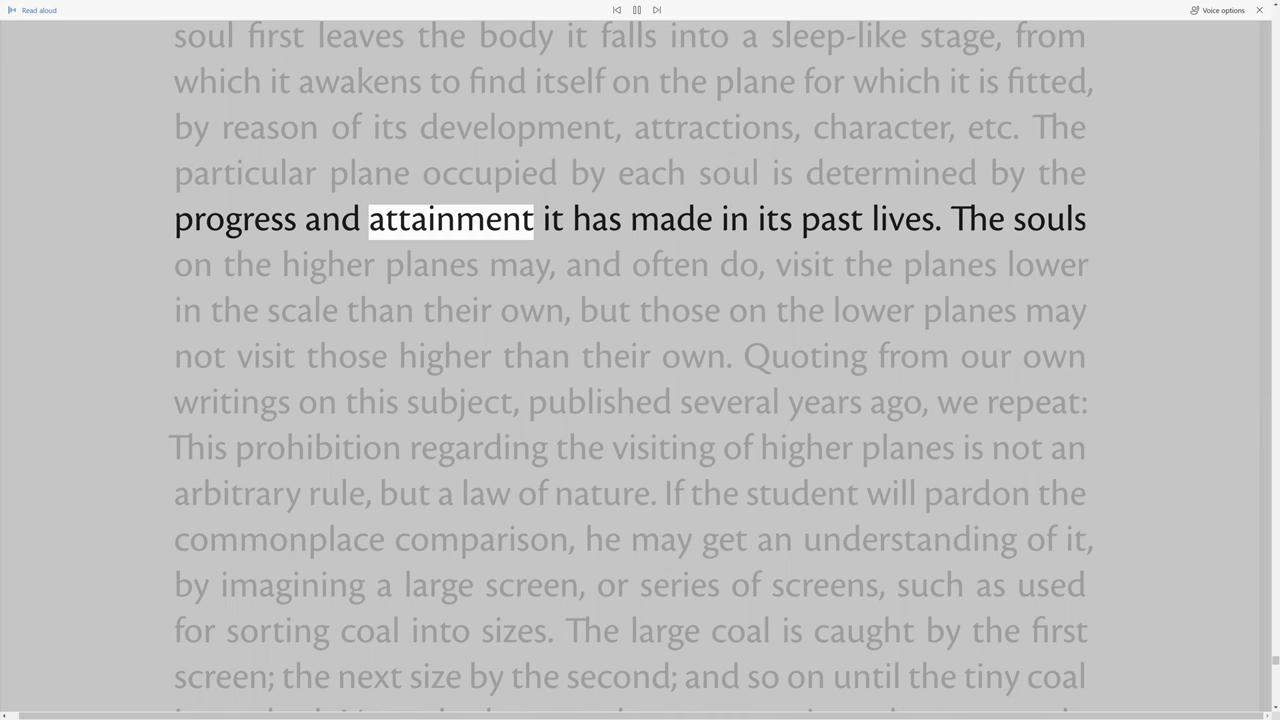 Read aloud
Voice options
soul first leaves the body it falls into a sleep-like stage, from
which it awakens to find itself on the plane for which it is fitted,
by reason of its development, attractions, character, etc. The
particular plane occupied by each soul is determined by the
progress and attainment it has made in its past lives. The souls
on the higher planes may, and often do, visit the planes lower
in the scale than their own, but those on the lower planes may
not visit those higher than their own. Quoting from our own
writings on this subject, published several years ago, we repeat:
This prohibition regarding the visiting of higher planes is not an
arbitrary rule, but a law of nature. If the student will pardon the
commonplace comparison, he may get an understanding of it,
by imagining a large screen, or series of screens, such as used
for sorting coal into sizes. The large coal is caught by the first
screen; the next size by the second; and so on until the tiny coal